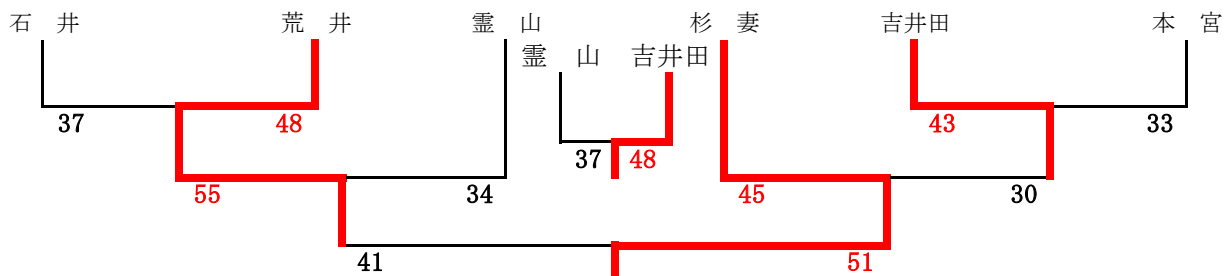 石 井 荒 井 霊 山 杉 妻 吉井田 本 宮
霊 山 吉井田
37 48 43 33
37 48
55 34 45 30
41 51